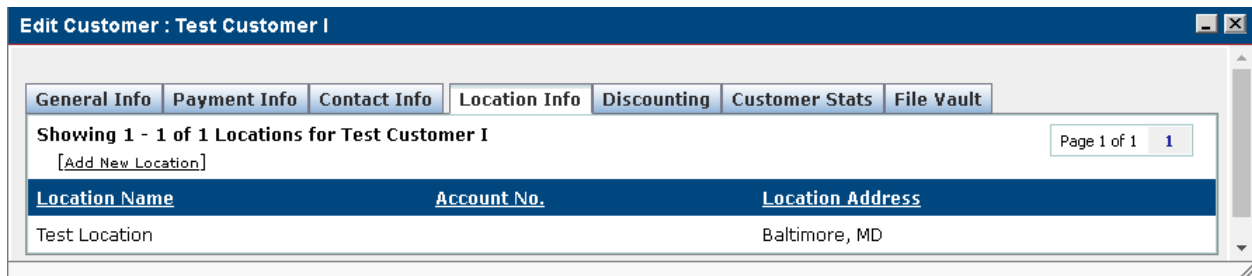 Edit Customer : Test Customer I
General Info Payment Info Contact Info Location Info Discounting Customer Stats File Vault
Showing 1 - 1 of 1 Locations for Test Customer I
Page 1 of 1 1
[Add New Location]
Location Name Account No. Location Address
Test Location Baltimore, MD